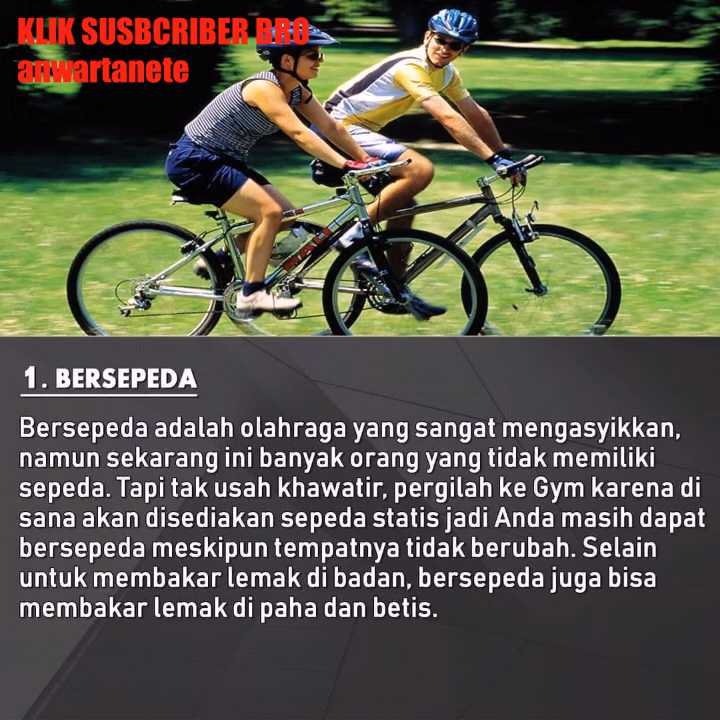 KLIK SUSBCRIBER BRO
anwartanete
BALI
1. BERSEPEDA
Bersepeda adalah olahraga yang sangat mengasyikkan,
namun sekarang ini banyak orang yang tidak memiliki
sepeda. Tapi tak usah khawatir, pergilah ke Gym karena di
sana akan disediakan sepeda statis jadi Anda masih dapat
bersepeda meskipun tempatnya tidak berubah. Selain
untuk membakar lemak di badan, bersepeda juga bisa
membakar lemak di paha dan betis.